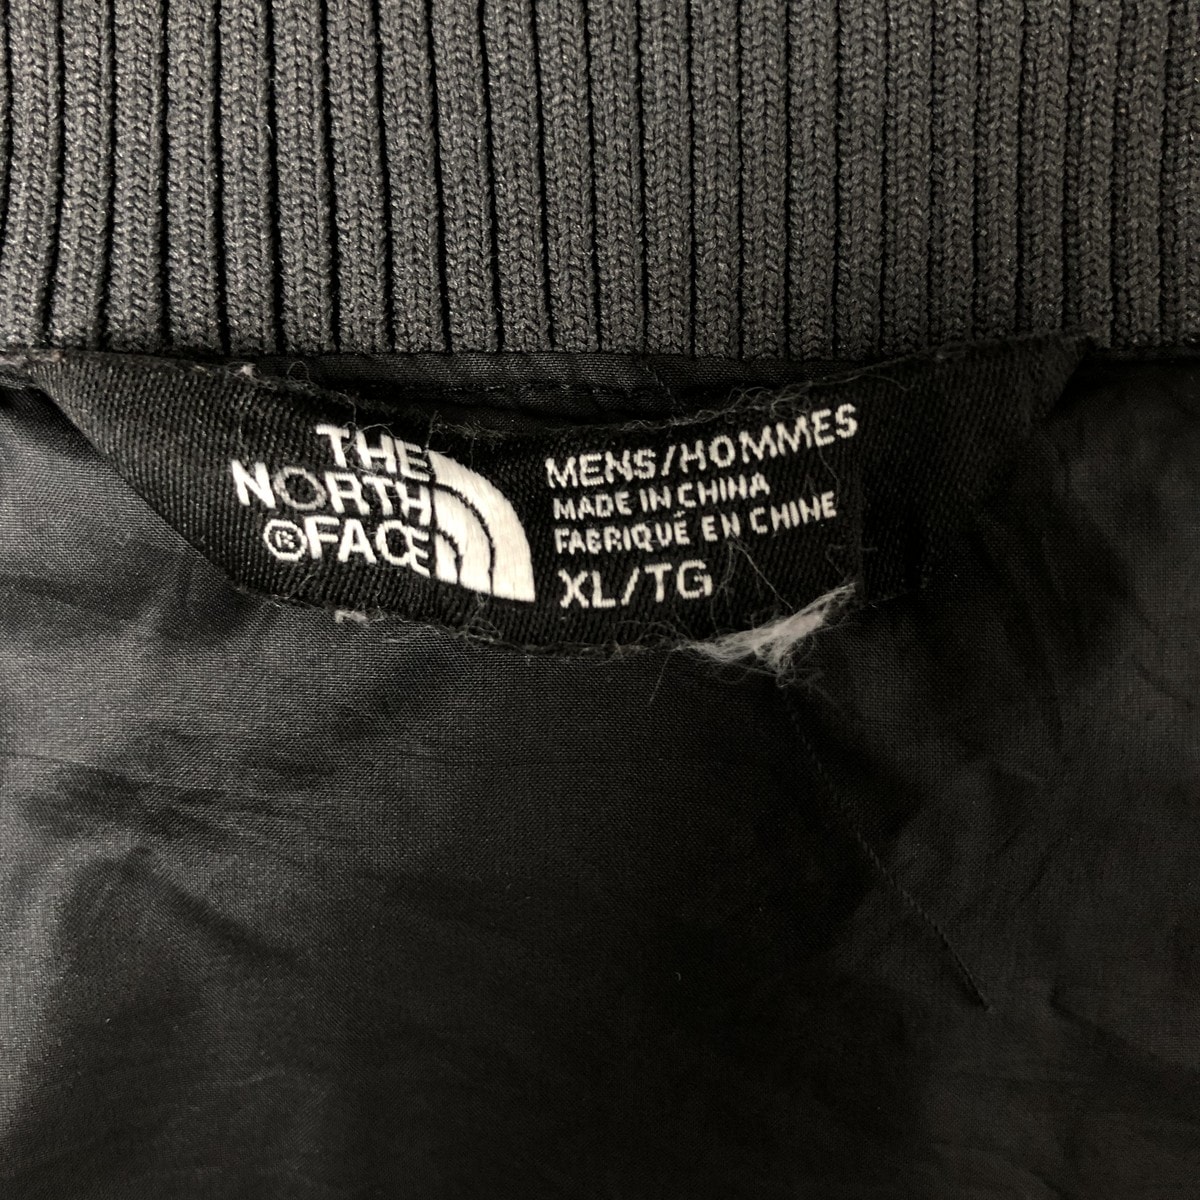 THE
NORTH
® FACE
MENS/HOMMES
MADE IN CHINA
FABRIQUÉ EN CHINE
XL/TG